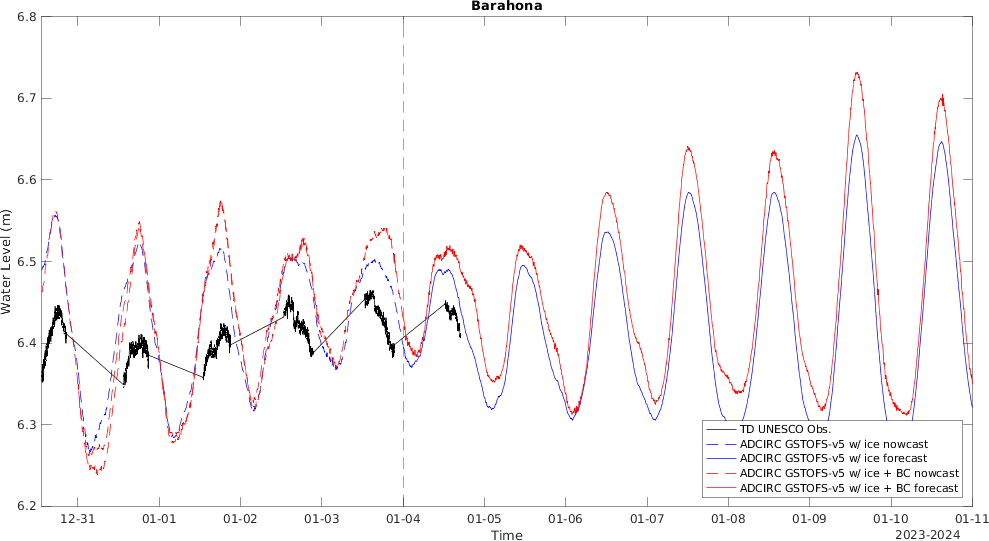 Barahona
Water Level (m)
6.8
6.7
6.6
6.5
6.4
6.3
6.2
TD UNESCO Obs.
ADCIRC GSTOFS-v5 w/ ice nowcast
ADCIRC GSTOFS-v5 w/ ice forecast
ADCIRC GSTOFS-v5 w/ ice + BC nowcast
ADCIRC GSTOFS-v5 w/ ice + BC forecast
12-31 01-01 01-02 01-03 01-04 01-05 01-06 01-07 01-08 01-09 01-10 01-11
Time
2023-2024